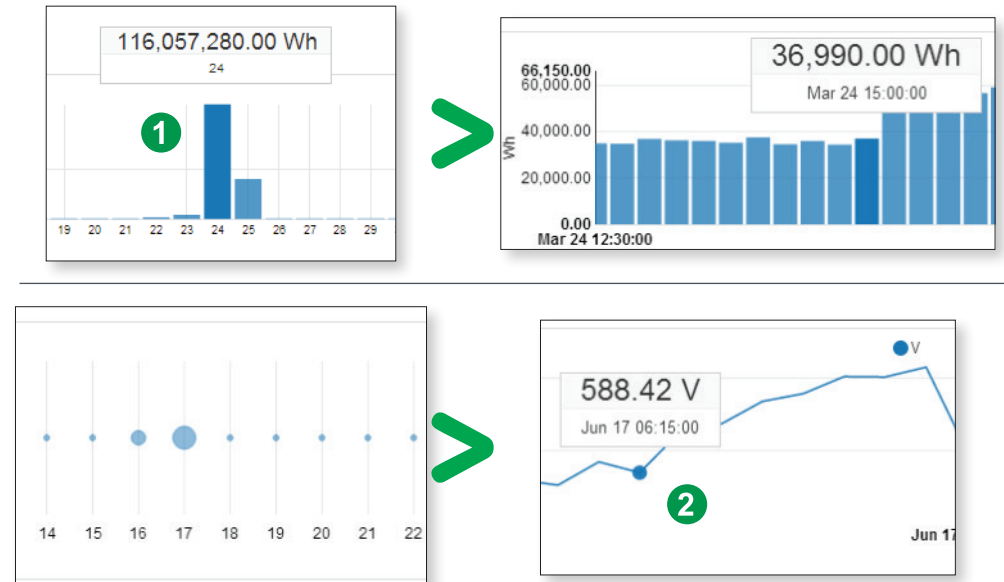 116,057,280.00 Wh
24
1
19 20 21 22 23 24 25 26 27 28 29
36,990.00 Wh
Mar 24 15:00:00
66,150.00
60,000.00
40,000.00
20,000.00
0.00
Wh
Mar 24 12:30:00
14 15 16 17 18 19 20 21 22
V
588.42 V
Jun 17 06:15:00
2
Jun 17